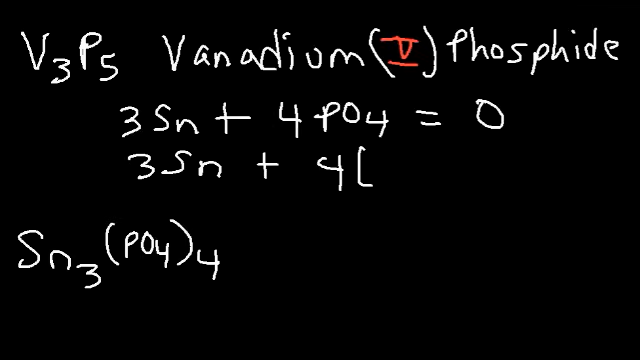 V₃P₅ Vanadium (V) Phosphide
3Sn + 4PO₄ = 0
3Sn + 4[
Sn₃(PO₄)₄